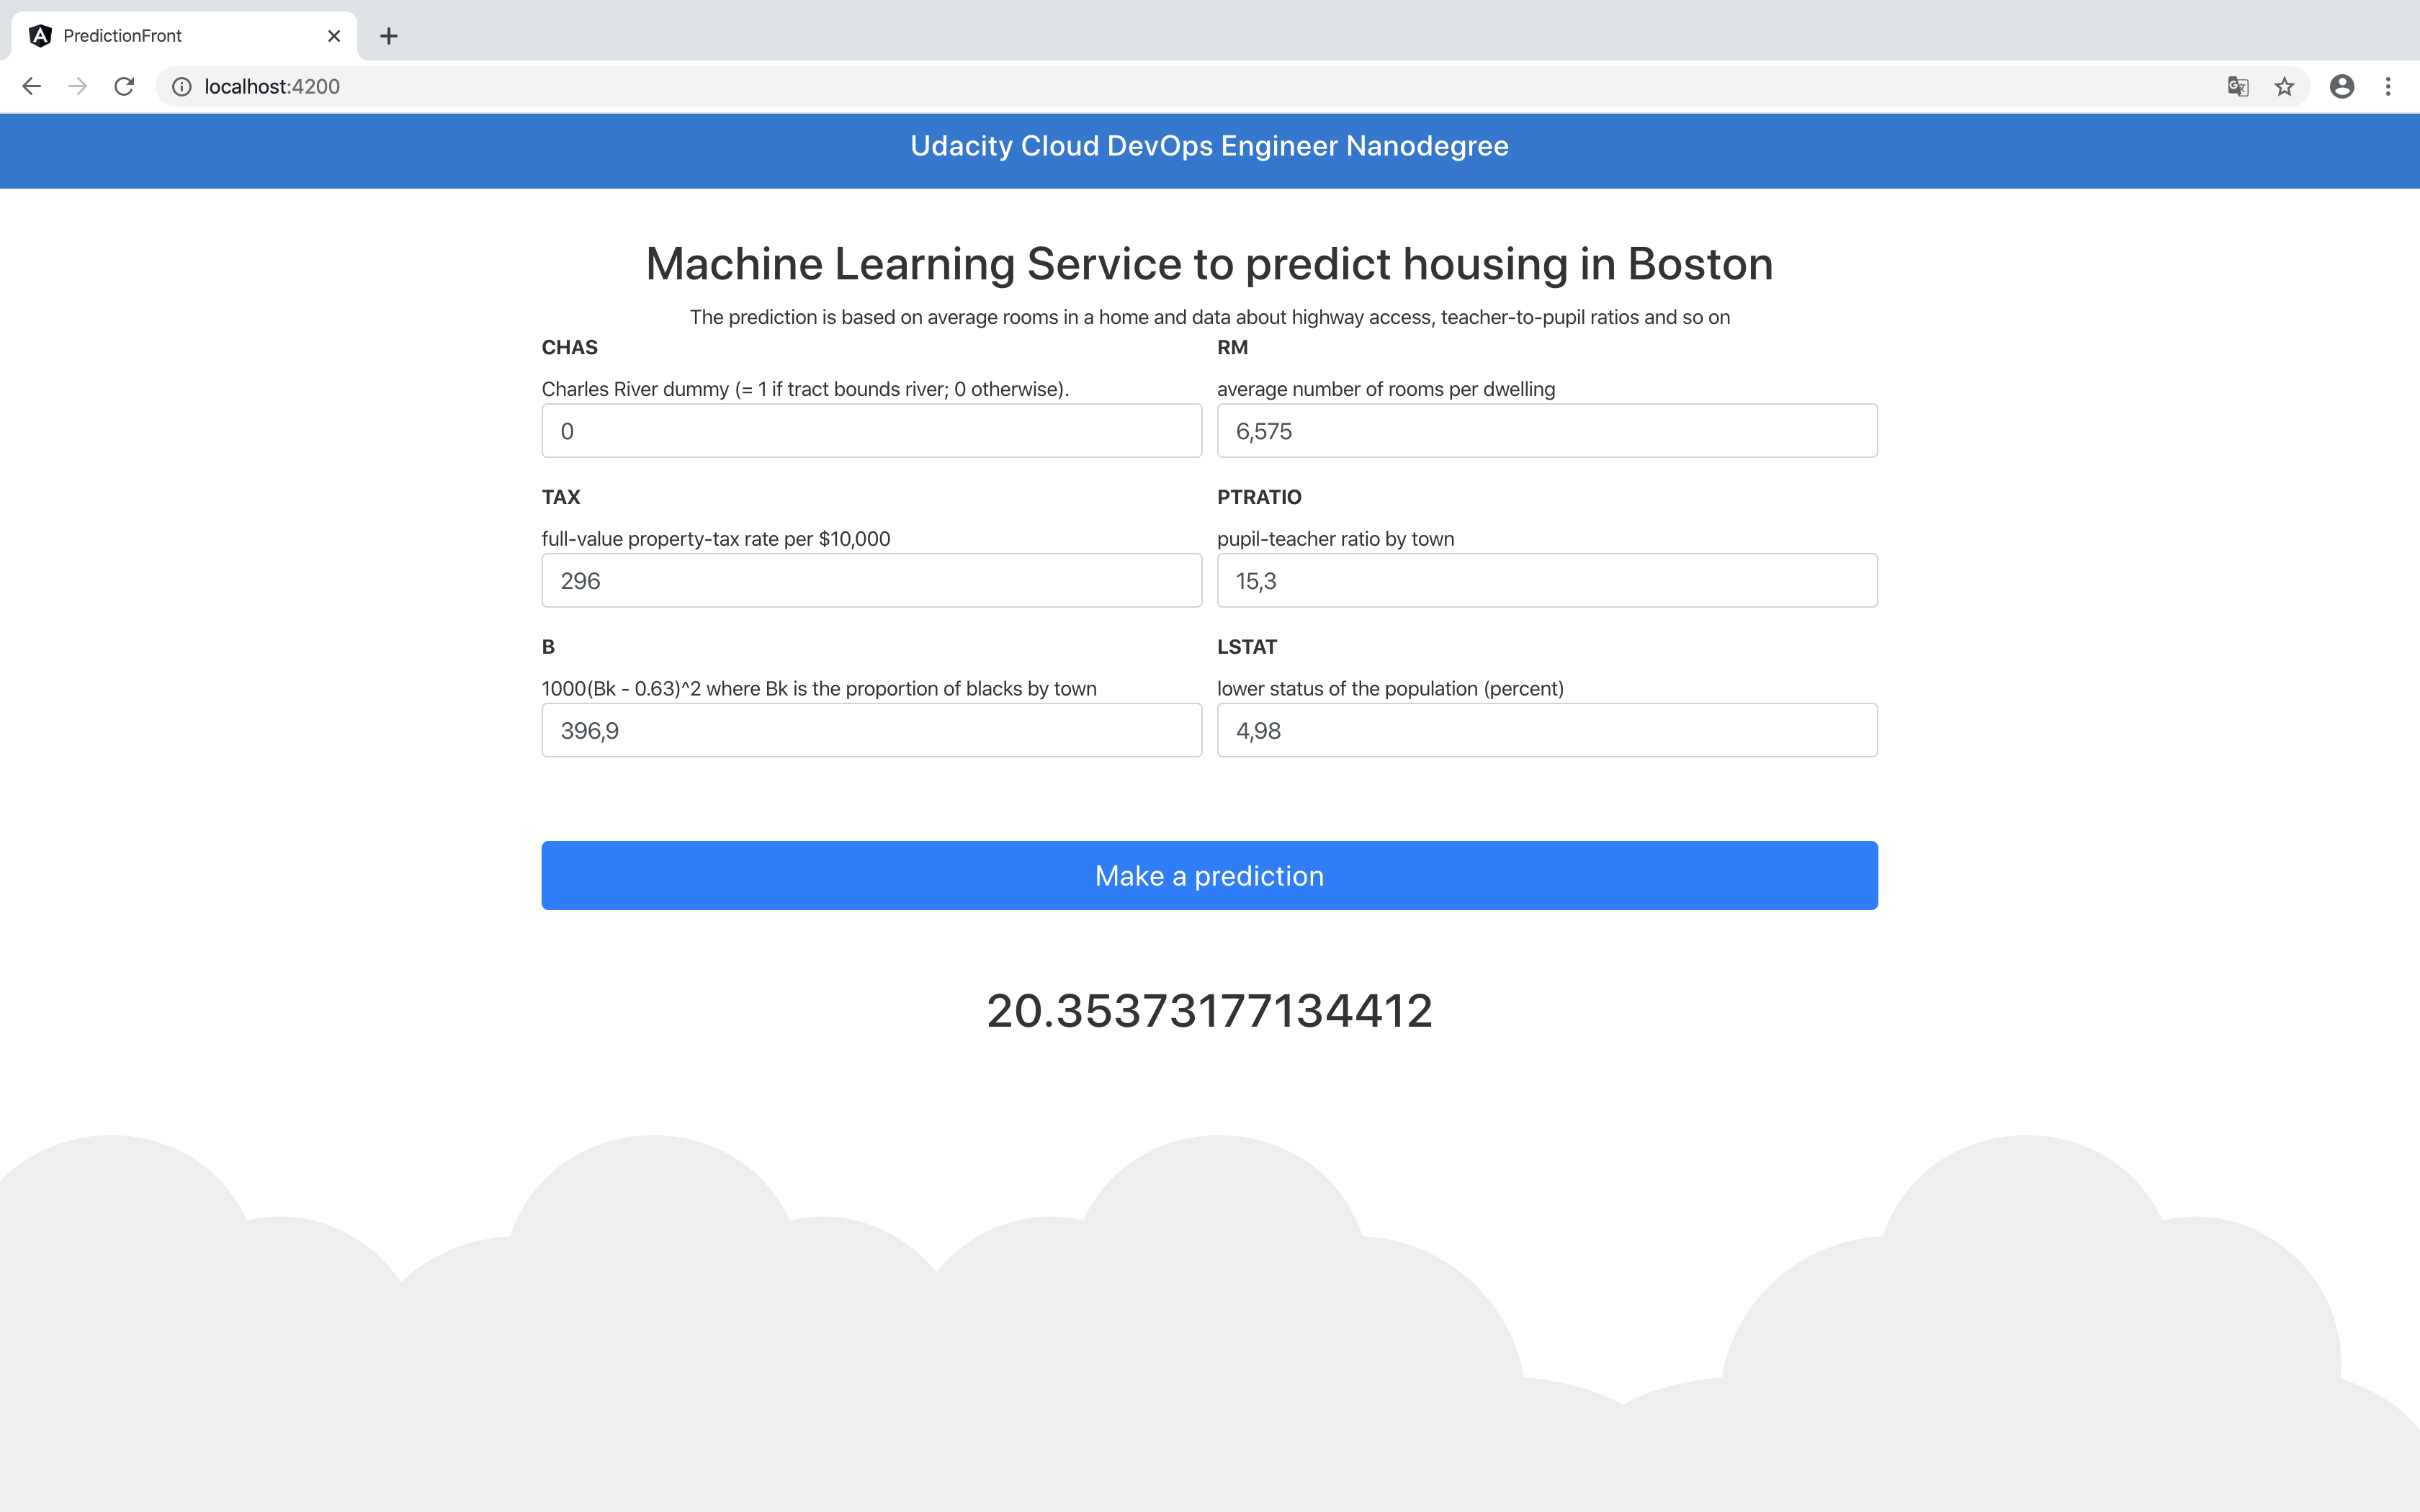 PredictionFront
localhost:4200
Udacity Cloud DevOps Engineer Nanodegree
Machine Learning Service to predict housing in Boston
The prediction is based on average rooms in a home and data about highway access, teacher-to-pupil ratios and so on
CHAS
Charles River dummy (= 1 if tract bounds river; 0 otherwise).
0
RM
average number of rooms per dwelling
6,575
TAX
full-value property-tax rate per $10,000
296
PTRATIO
pupil-teacher ratio by town
15,3
B
1000(Bk - 0.63)^2 where Bk is the proportion of blacks by town
396,9
LSTAT
lower status of the population (percent)
4,98
Make a prediction
20.35373177134412